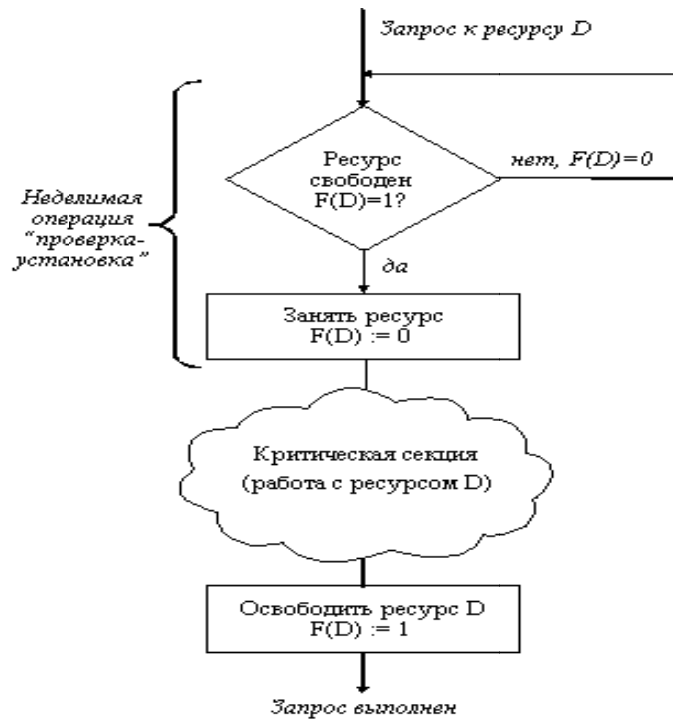 Запрос к ресурсу D
Ресурс
свободен
F(D)=1?
нет, F(D)=0
Неделимая
операция
“проверка-
установка”
да
Занять ресурс
F(D) := 0
Критическая секция
(работа с ресурсом D)
Освободить ресурс D
F(D) := 1
Запрос выполнен